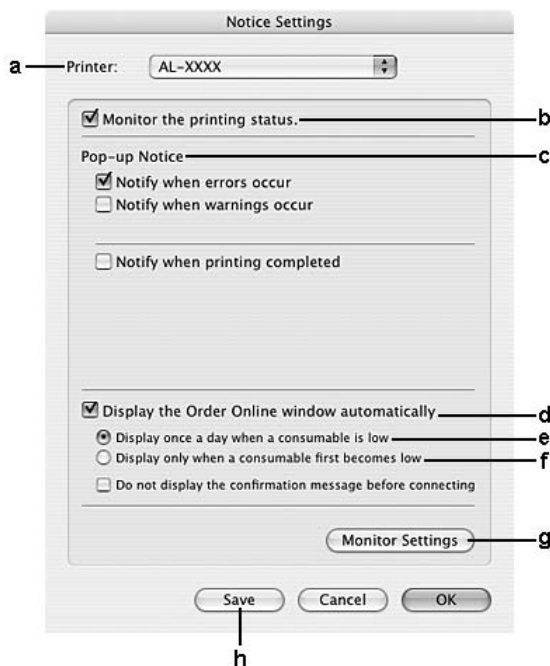 Notice Settings
a Printer: AL-XXXX
Monitor the printing status. b
Pop-up Notice c
Notify when errors occur
Notify when warnings occur
Notify when printing completed
Display the Order Online window automatically d
Display once a day when a consumable is low e
Display only when a consumable first becomes low f
Do not display the confirmation message before connecting
Monitor Settings g
Save Cancel OK
h